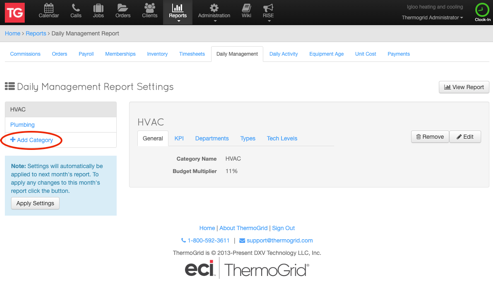 TG
Calendar
Calls
Jobs
Orders
Clients
Reports
Administration
Wiki
RISE
igloo heating and cooling
Thermogrid Administrator
Clock-In
Home › Reports › Daily Management Report
Commissions Orders Payroll Memberships Inventory Timesheets Daily Management Daily Activity Equipment Age Unit Cost Payments
Daily Management Report Settings
View Report
HVAC
Plumbing
+ Add Category
Note: Settings will automatically be
applied to next month's report. To
apply any changes to this month's
report click the button.
Apply Settings
HVAC
General KPI Departments Types Tech Levels
Remove Edit
Category Name HVAC
Budget Multiplier 11%
Home | About ThermoGrid | Sign Out
1-800-592-3611 | support@thermogrid.com
ThermoGrid is © 2013-Present DXV Technology LLC, Inc.
eci ThermoGrid